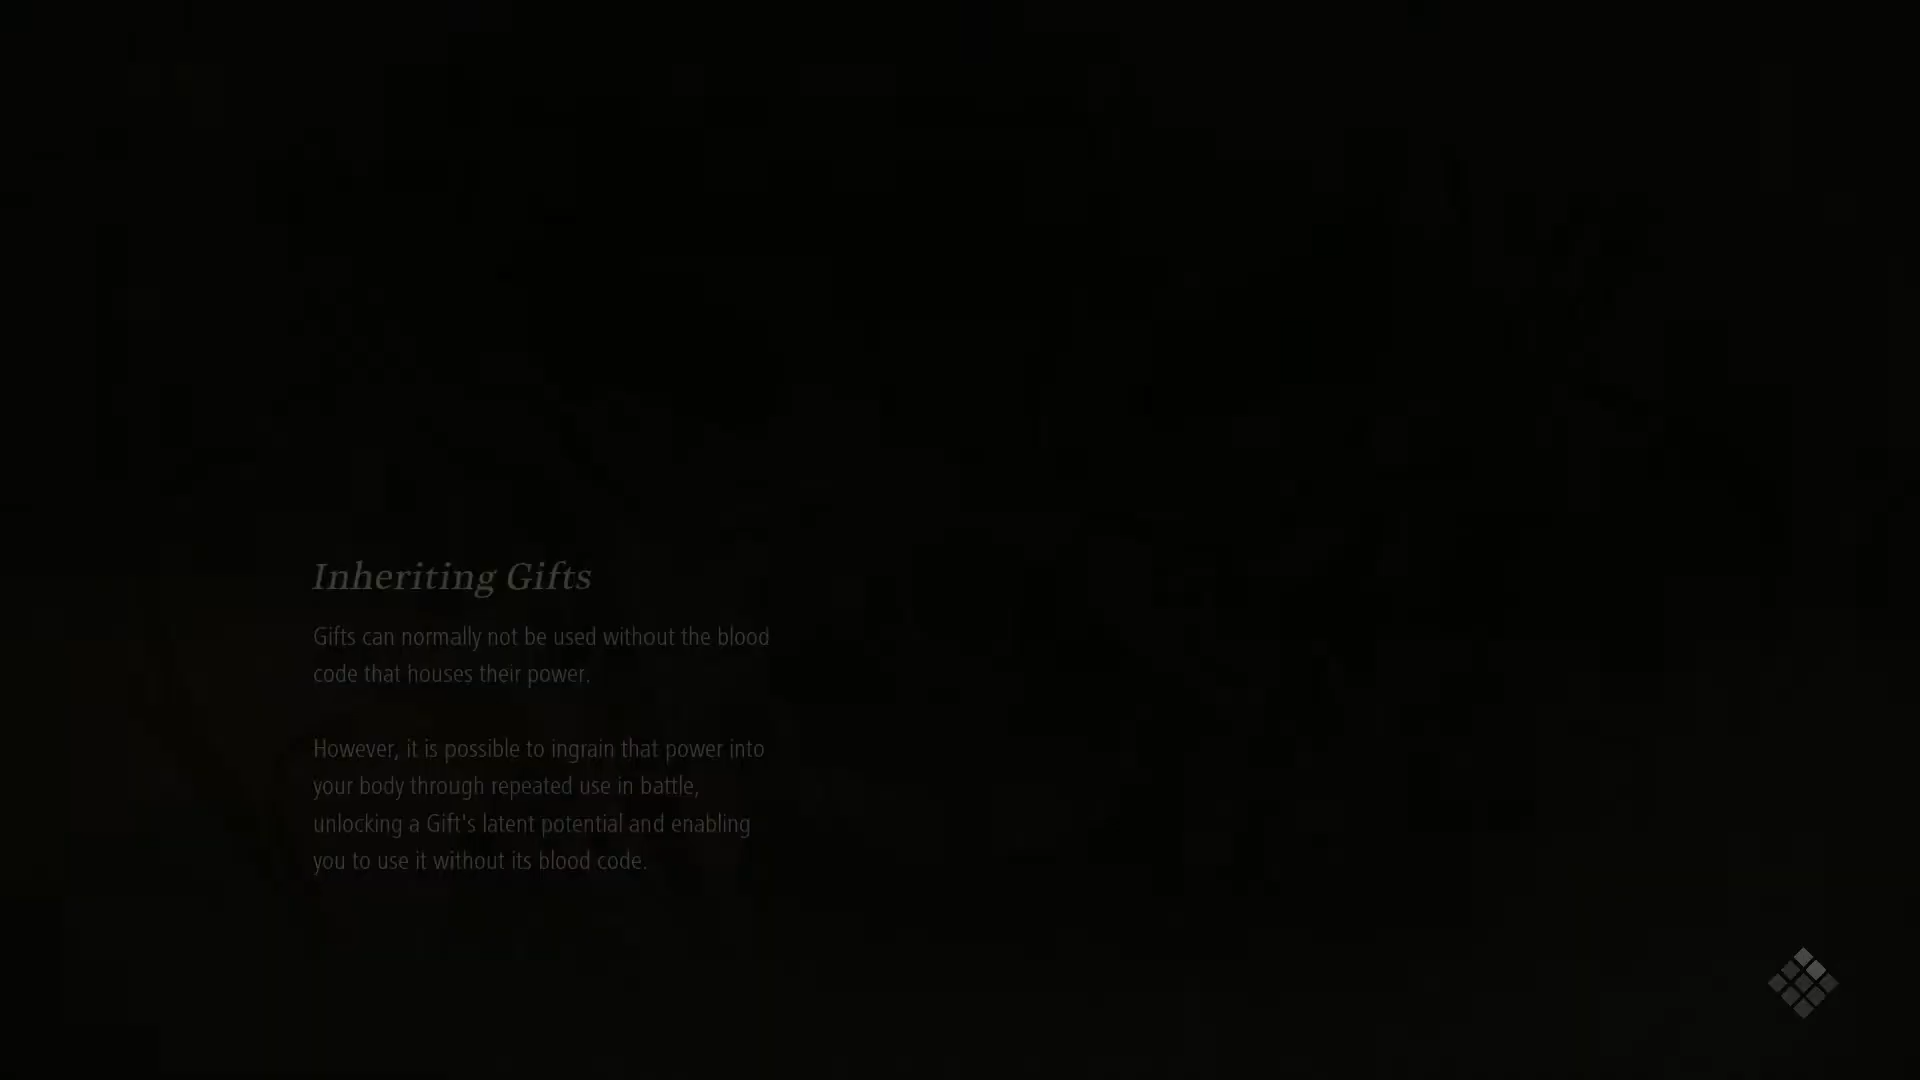 Inheriting Gifts
Gifts can normally not be used without the blood
code that houses their power.
However, it is possible to ingrain that power into
your body through repeated use in battle,
unlocking a Gift's latent potential and enabling
you to use it without its blood code.